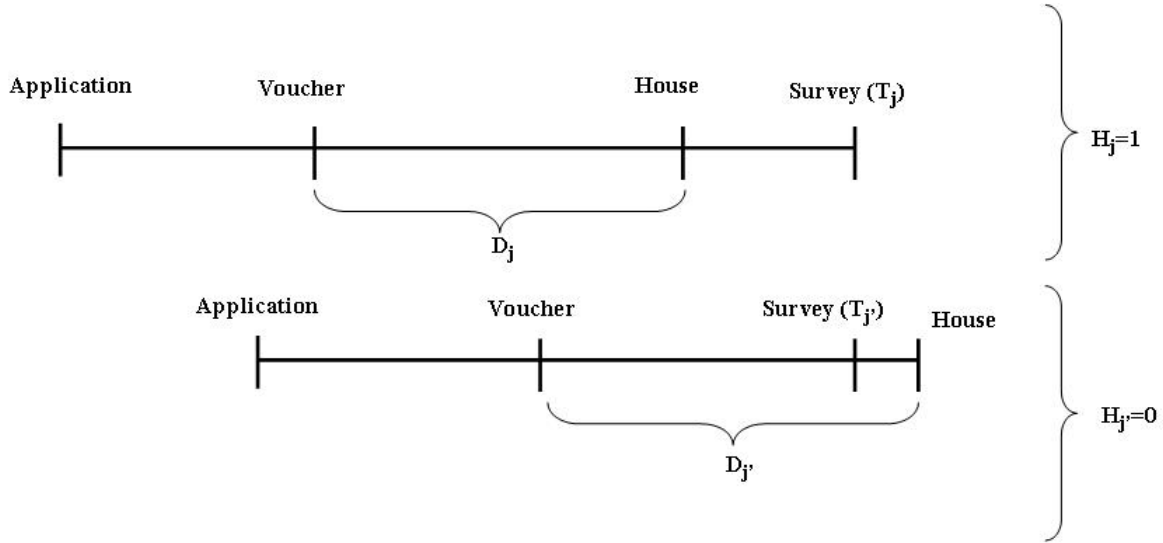 Application Voucher House Survey (Tj)
Hj=1
Dj
Application Voucher Survey (Tj’) House
Hj’=0
Dj’